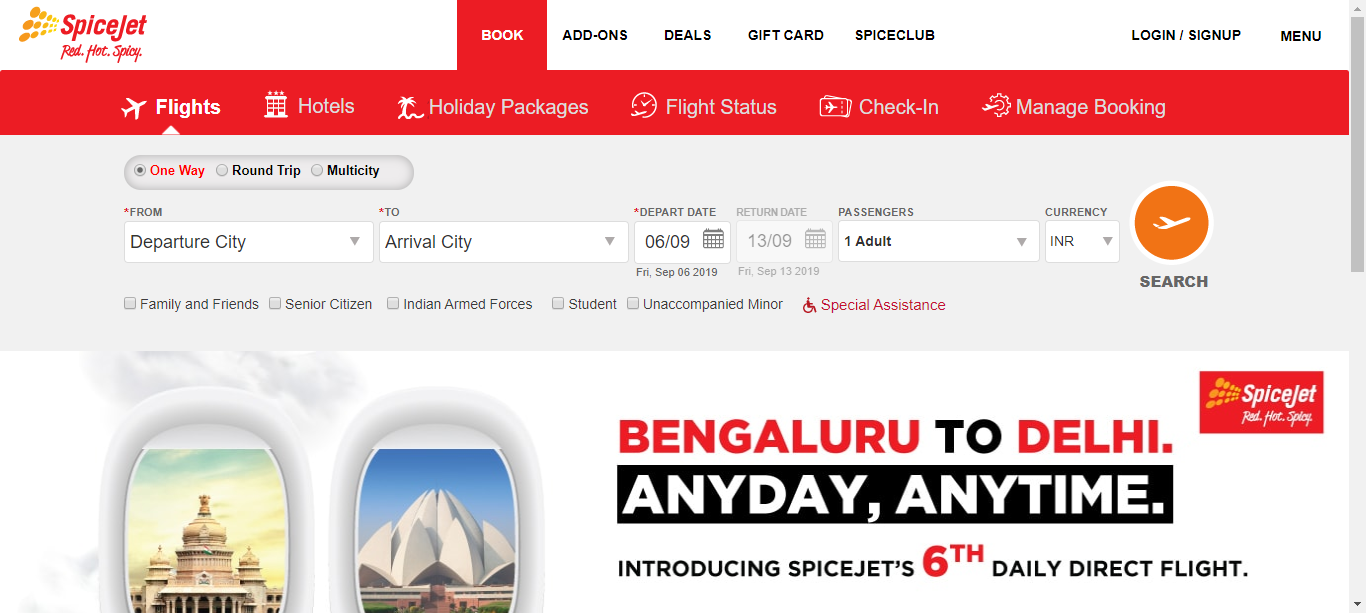 SpiceJet
Red. Hot. Spicy.
BOOK ADD-ONS DEALS GIFT CARD SPICECLUB LOGIN / SIGNUP MENU
Flights Hotels Holiday Packages Flight Status Check-In Manage Booking
One Way Round Trip Multicity
*FROM *TO *DEPART DATE RETURN DATE PASSENGERS CURRENCY
Departure City Arrival City 06/09 13/09 1 Adult INR
Fri, Sep 06 2019 Fri, Sep 13 2019
SEARCH
Family and Friends Senior Citizen Indian Armed Forces Student Unaccompanied Minor Special Assistance
SpiceJet
Red. Hot. Spicy.
BENGALURU TO DELHI.
ANYDAY, ANYTIME.
INTRODUCING SPICEJET'S 6TH DAILY DIRECT FLIGHT.